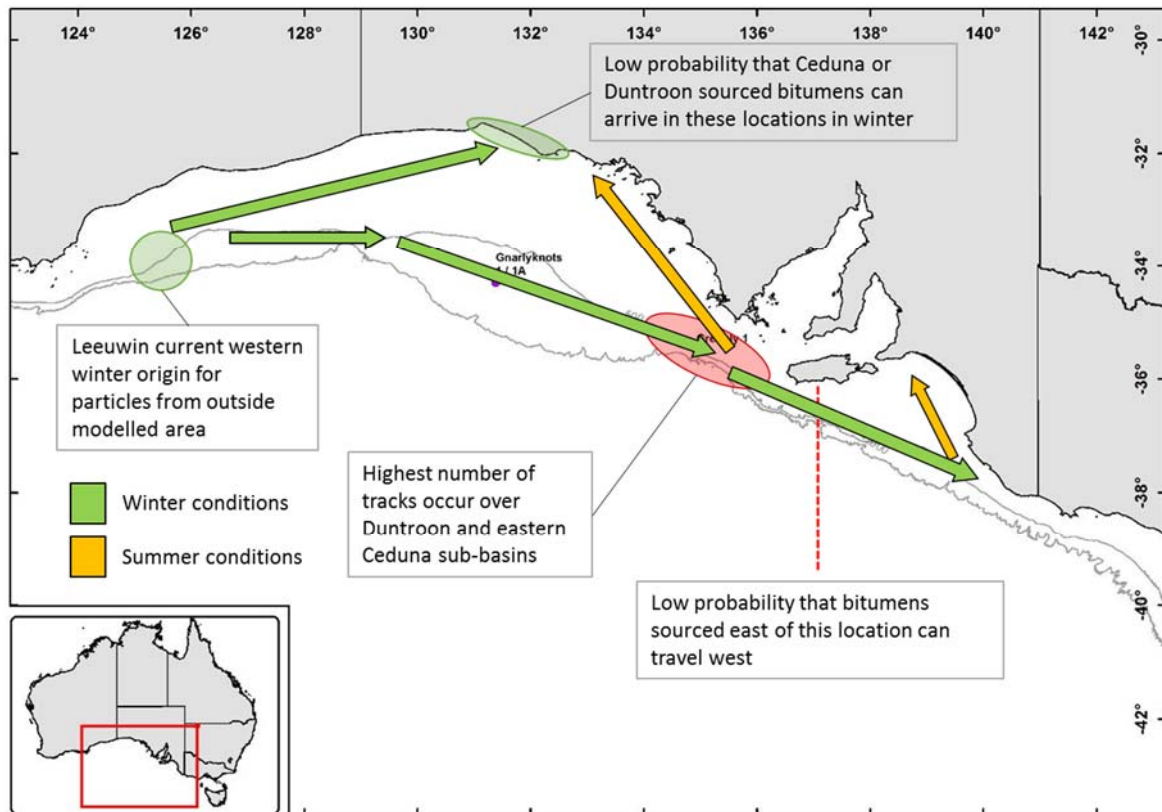 124° 126° 128° 130° 132° 134° 136° 138° 140° 142°
-30°
-32°
-34°
-36°
-38°
-40°
-42°
Low probability that Ceduna or
Duntroon sourced bitumens can
arrive in these locations in winter
Gnarlyknots
1 / 1A
Leeuwin current western
winter origin for
particles from outside
modelled area
Winter conditions
Summer conditions
Highest number of
tracks occur over
Duntroon and eastern
Ceduna sub-basins
Low probability that bitumens
sourced east of this location can
travel west